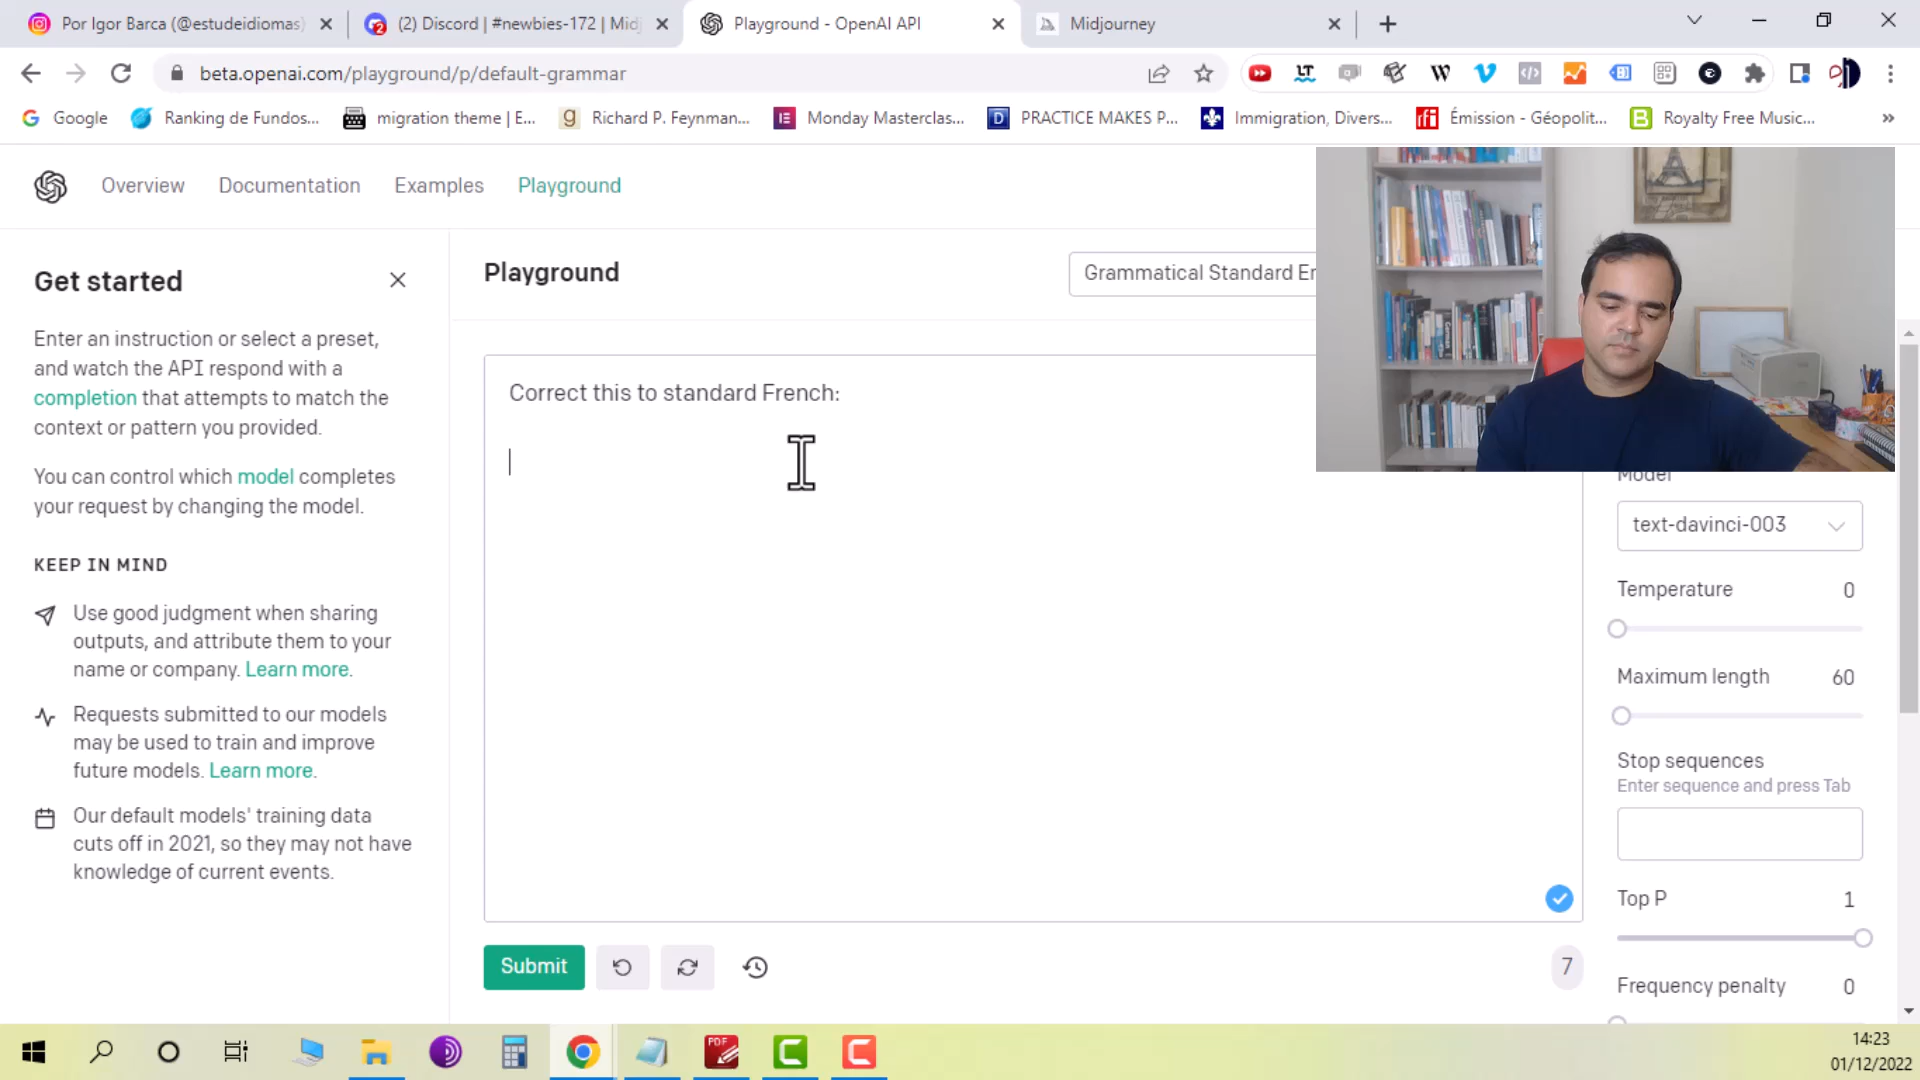 Por Igor Barca (@estudeidiomas)
(2) Discord | #newbies-172 | Midj
Playground - OpenAI API
Midjourney
beta.openai.com/playground/p/default-grammar
Google
Ranking de Fundos...
migration theme | E...
Richard P. Feynman...
Monday Masterclas...
PRACTICE MAKES P...
Immigration, Divers...
Émission - Géopolit...
Royalty Free Music...
Overview
Documentation
Examples
Playground
Get started
Enter an instruction or select a preset,
and watch the API respond with a
completion that attempts to match the
context or pattern you provided.
You can control which model completes
your request by changing the model.
KEEP IN MIND
Use good judgment when sharing
outputs, and attribute them to your
name or company. Learn more.
Requests submitted to our models
may be used to train and improve
future models. Learn more.
Our default models' training data
cuts off in 2021, so they may not have
knowledge of current events.
Playground
Grammatical Standard En
Correct this to standard French:
Submit
7
Model
text-davinci-003
Temperature 0
Maximum length 60
Stop sequences
Enter sequence and press Tab
Top P 1
Frequency penalty 0
14:23
01/12/2022